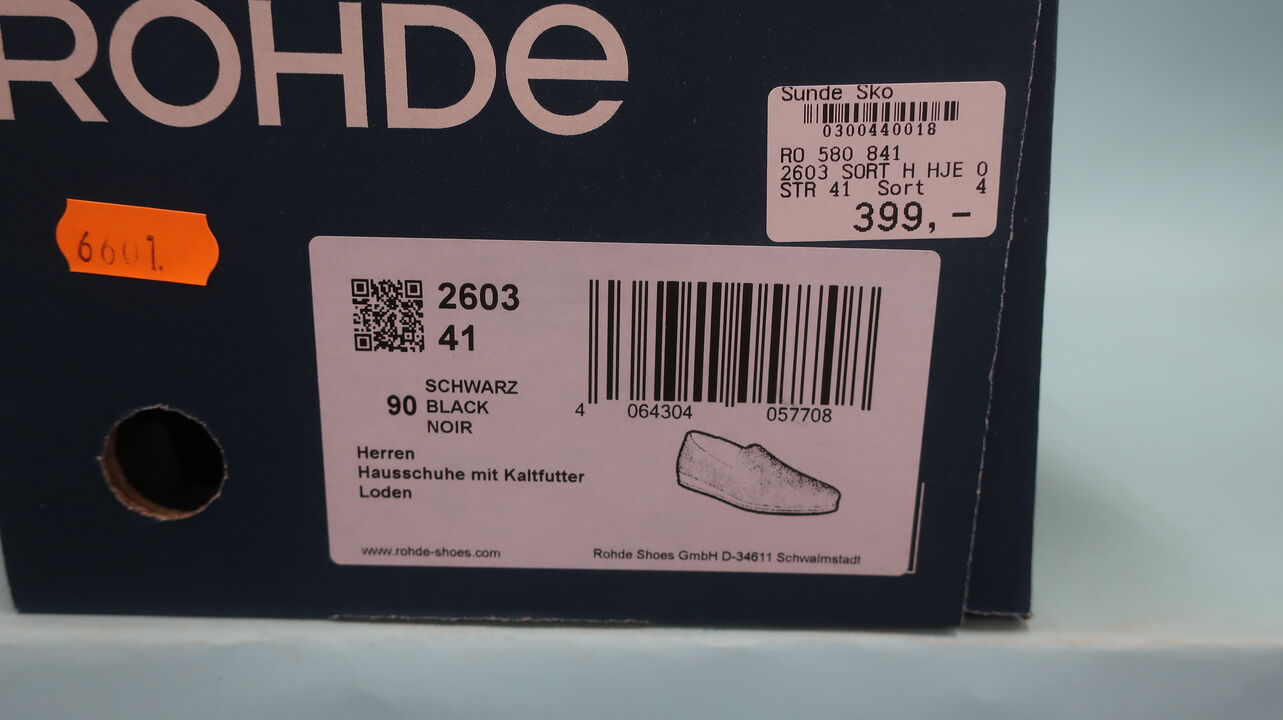 ROHDe
Sunde Sko
0300440018
RO 580 841
2603 SORT H HJE 0
STR 41 Sort 4
399,-
6601.
2603
41
90
SCHWARZ
BLACK
NOIR
4 064304 057708
Herren
Hausschuhe mit Kaltfutter
Loden
www.rohde-shoes.com
Rohde Shoes GmbH D-34611 Schwalmstadt